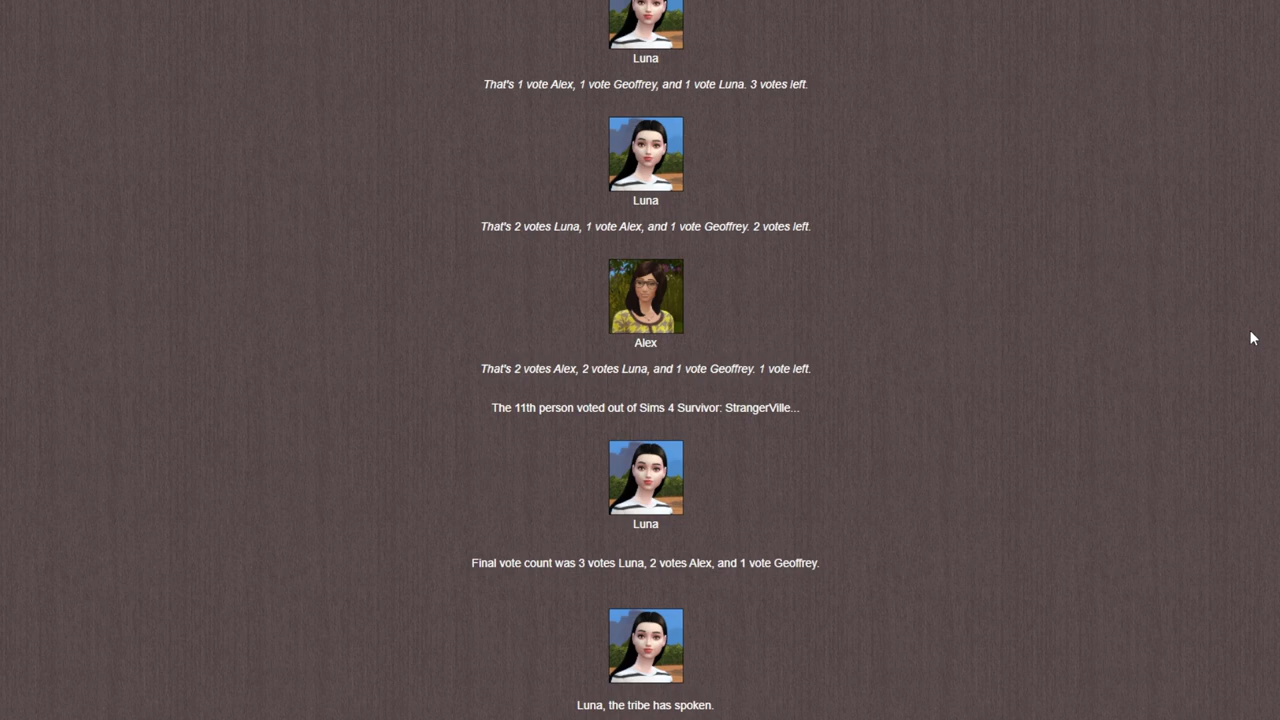 Luna
That's 1 vote Alex, 1 vote Geoffrey, and 1 vote Luna. 3 votes left.
Luna
That's 2 votes Luna, 1 vote Alex, and 1 vote Geoffrey. 2 votes left.
Alex
That's 2 votes Alex, 2 votes Luna, and 1 vote Geoffrey. 1 vote left.
The 11th person voted out of Sims 4 Survivor: StrangerVille...
Luna
Final vote count was 3 votes Luna, 2 votes Alex, and 1 vote Geoffrey.
Luna, the tribe has spoken.